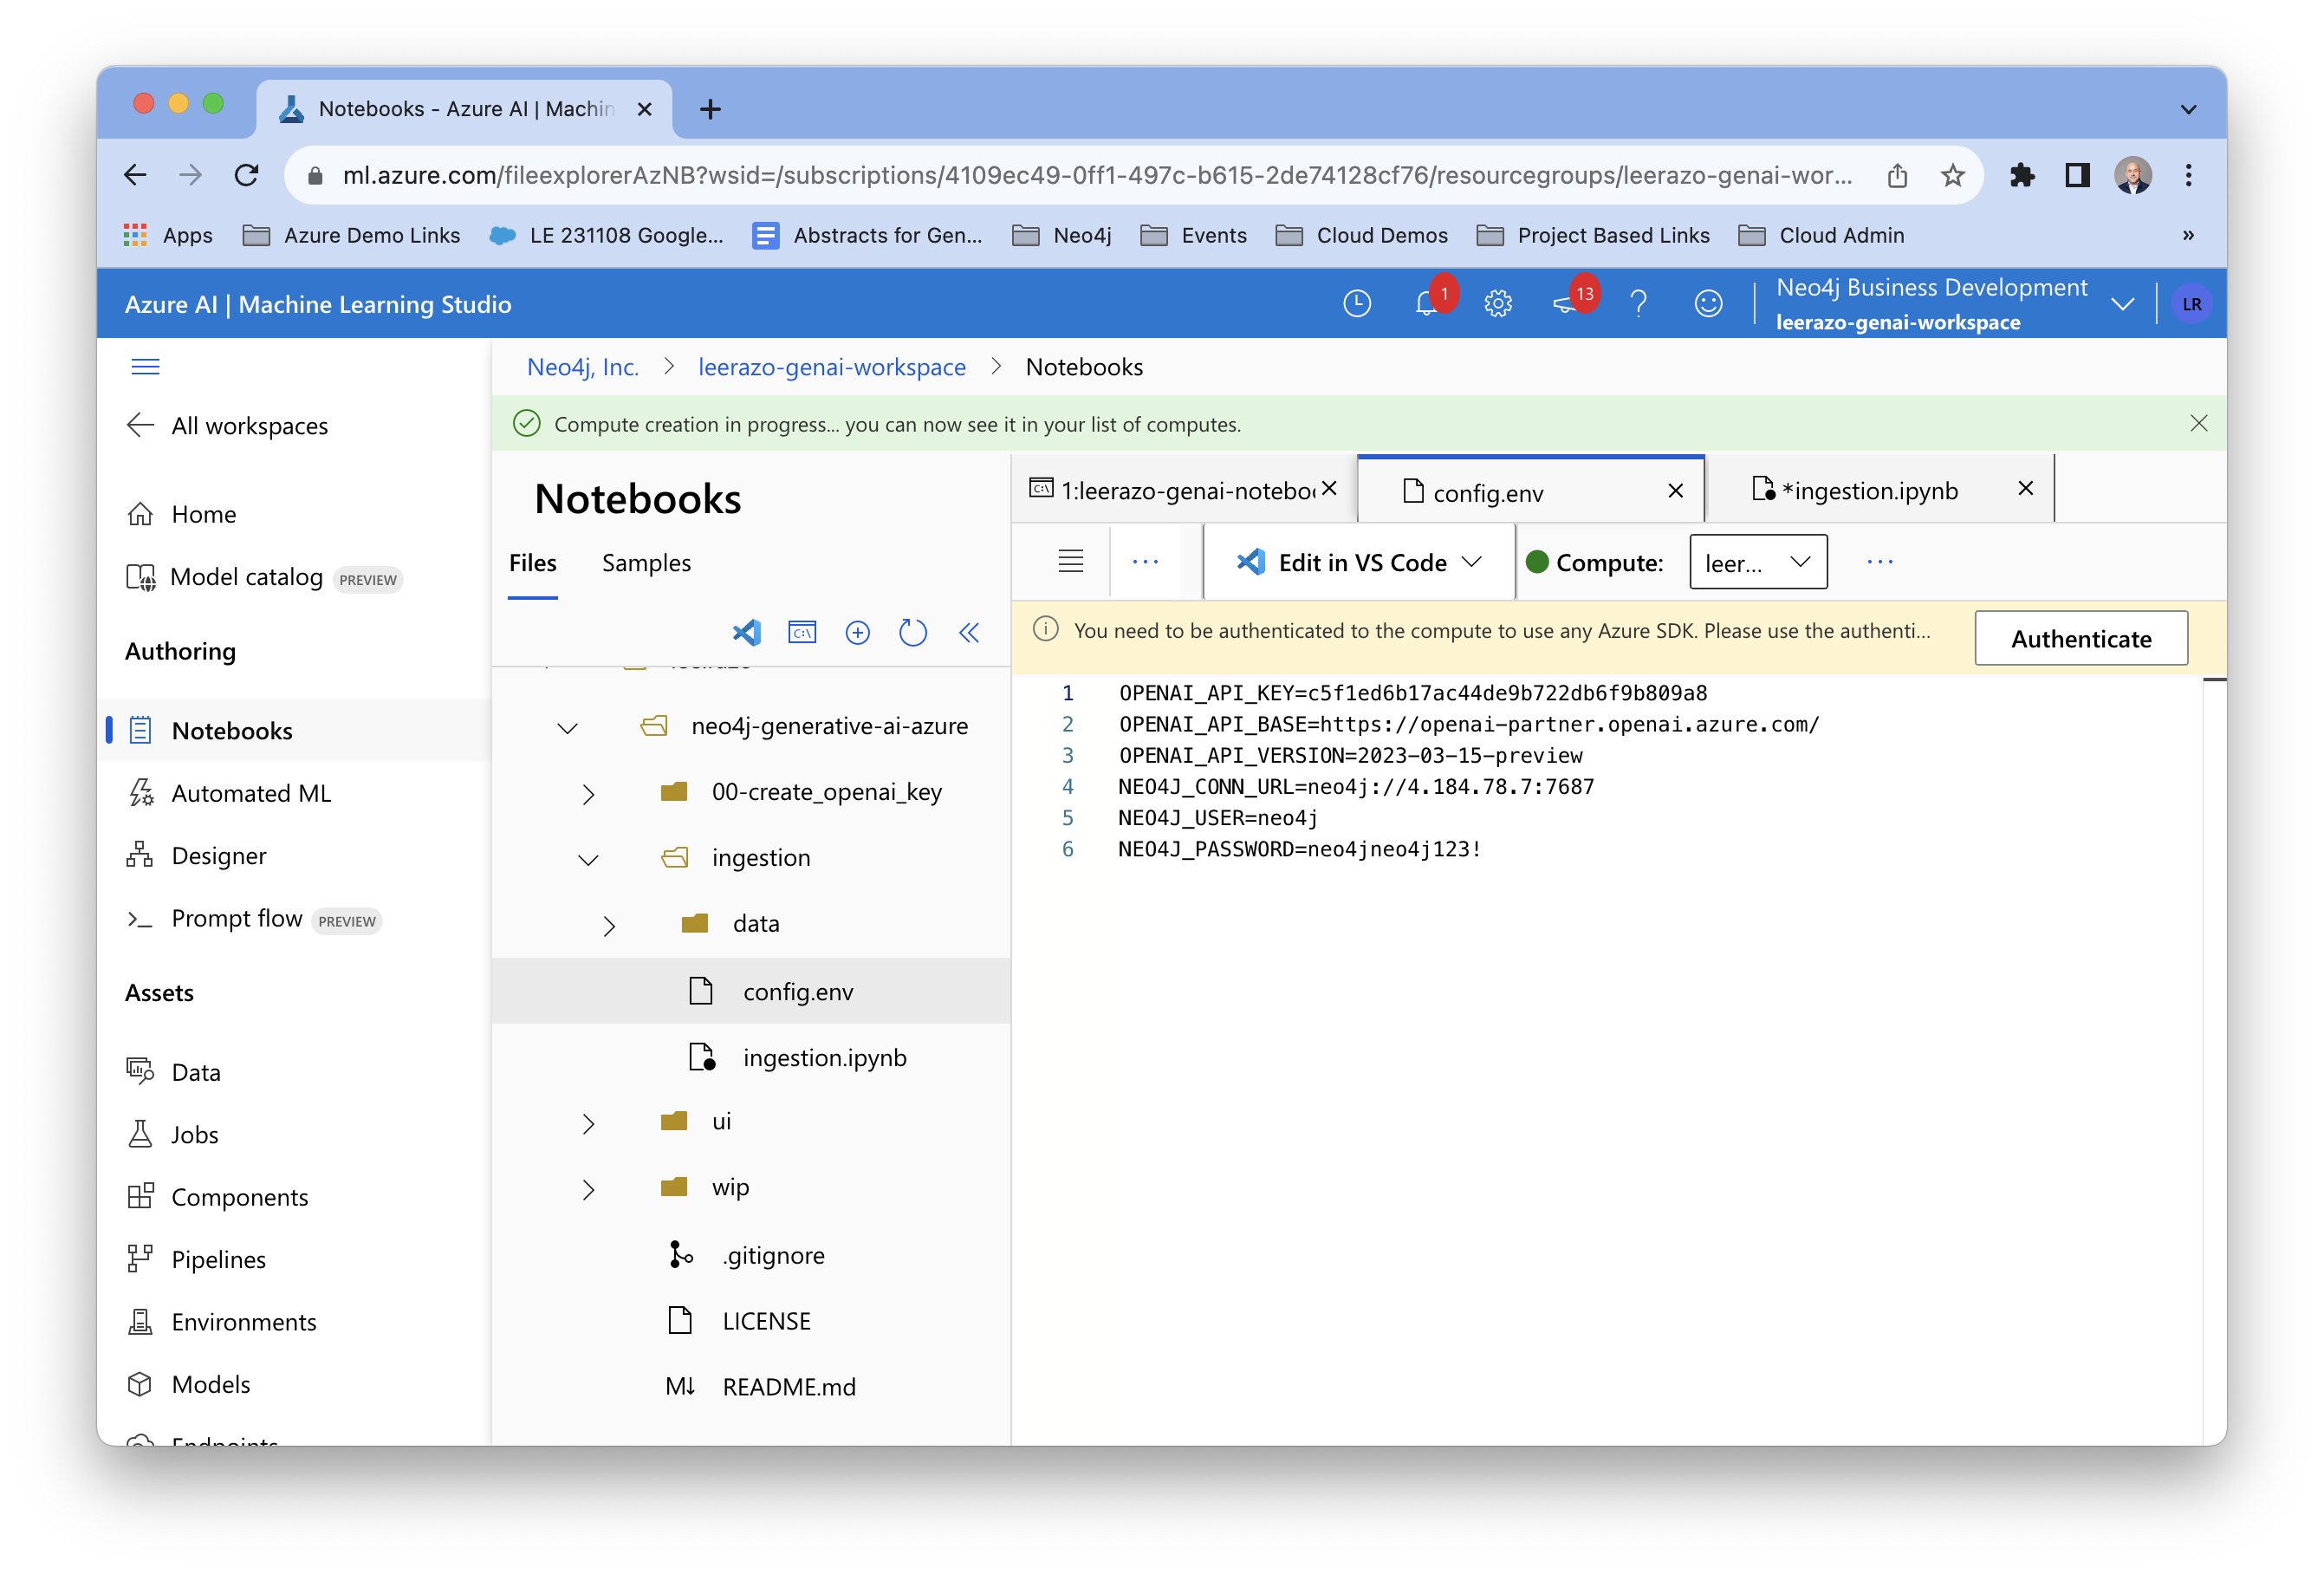 Notebooks - Azure AI | Machin
ml.azure.com/fileexplorerAzNB?wsid=/subscriptions/4109ec49-0ff1-497c-b615-2de74128cf76/resourcegroups/leerazo-genai-wor...
Apps Azure Demo Links LE 231108 Google... Abstracts for Gen... Neo4j Events Cloud Demos Project Based Links Cloud Admin »
Azure AI | Machine Learning Studio
1
13
Neo4j Business Development
leerazo-genai-workspace
LR
All workspaces
Home
Model catalog PREVIEW
Authoring
Notebooks
Automated ML
Designer
Prompt flow PREVIEW
Assets
Data
Jobs
Components
Pipelines
Environments
Models
Endpoints
Neo4j, Inc. > leerazo-genai-workspace > Notebooks
Compute creation in progress... you can now see it in your list of computes.
Notebooks
Files Samples
neo4j-generative-ai-azure
00-create_openai_key
ingestion
data
config.env
ingestion.ipynb
ui
wip
.gitignore
LICENSE
M↓ README.md
1:leerazo-genai-notebo
config.env
*ingestion.ipynb
... Edit in VS Code Compute: leer... ...
You need to be authenticated to the compute to use any Azure SDK. Please use the authenti...
Authenticate
1 OPENAI_API_KEY=c5f1ed6b17ac44de9b722db6f9b809a8
2 OPENAI_API_BASE=https://openai-partner.openai.azure.com/
3 OPENAI_API_VERSION=2023-03-15-preview
4 NEO4J_CONN_URL=neo4j://4.184.78.7:7687
5 NEO4J_USER=neo4j
6 NEO4J_PASSWORD=neo4jneo4j123!